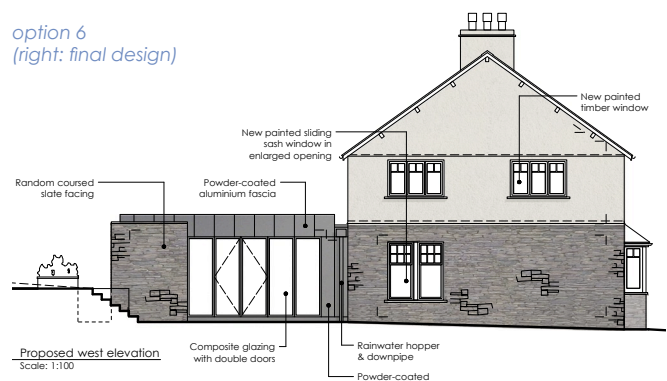 option 6
(right: final design)
New painted
timber window
New painted sliding
sash window in
enlarged opening
Random coursed
slate facing
Powder-coated
aluminium fascia
Proposed west elevation
Scale: 1:100
Composite glazing
with double doors
Rainwater hopper
& downpipe
Powder-coated